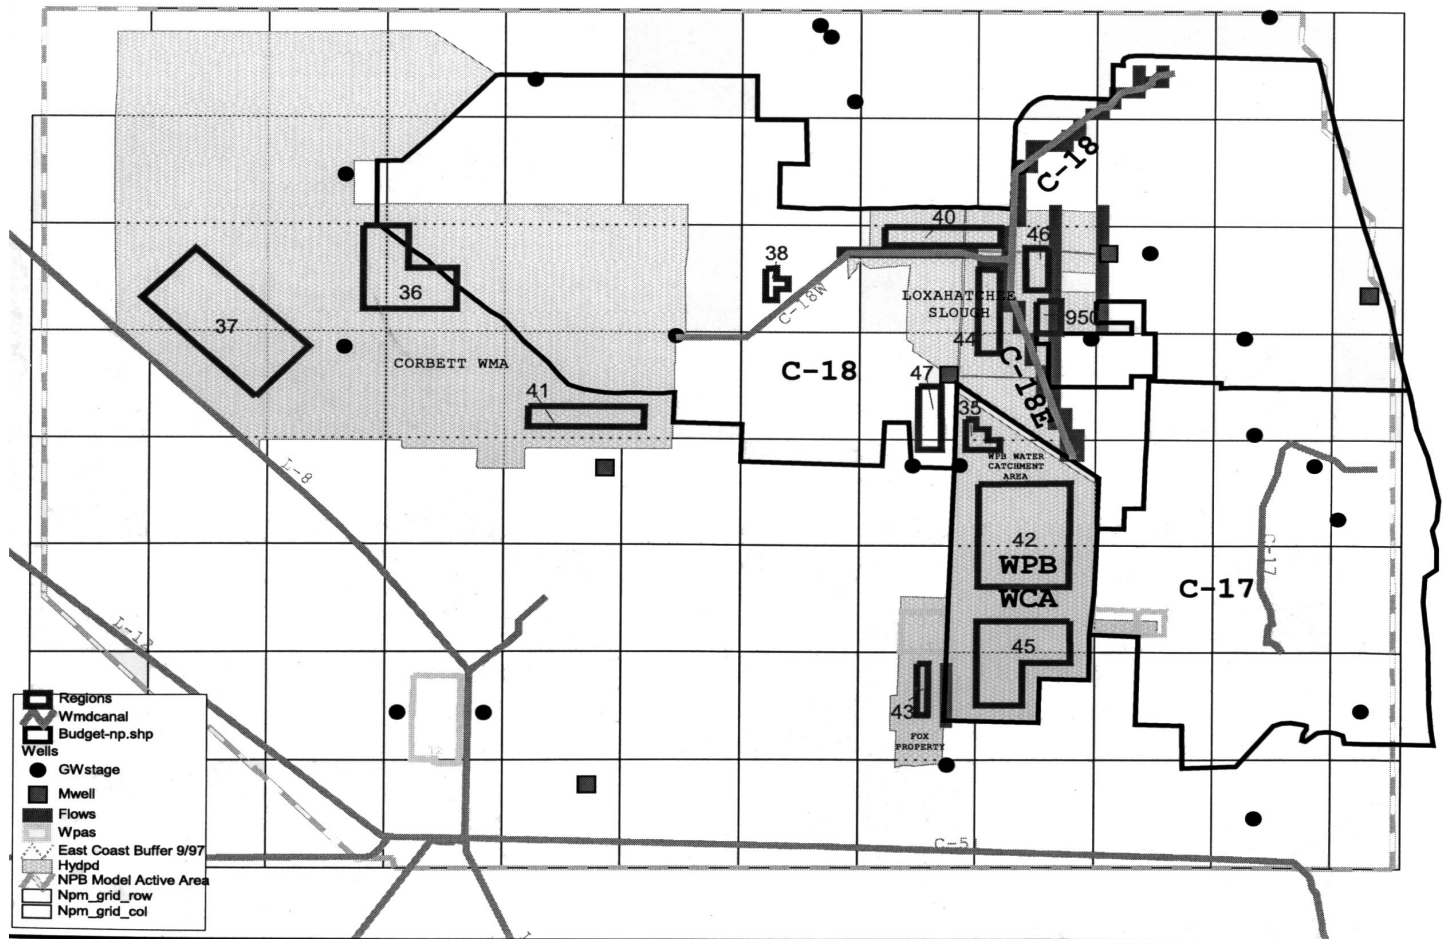 C-18
40
46
38
36
C-18W
LOXAHATCHEE
SLOUGH
37
950
44
CORBETT WMA
C-18
C-18E
47
41
35
WPB WATER
CATCHMENT
AREA
L-8
42
C-17
WPB
WCA
C-17
L-12
45
43
FOX
PROPERTY
C-51
Regions
Wmdcanal
Budget-np.shp
Wells
GWstage
Mwell
Flows
Wpas
East Coast Buffer 9/97
Hydpd
NPB Model Active Area
Npm_grid_row
Npm_grid_col